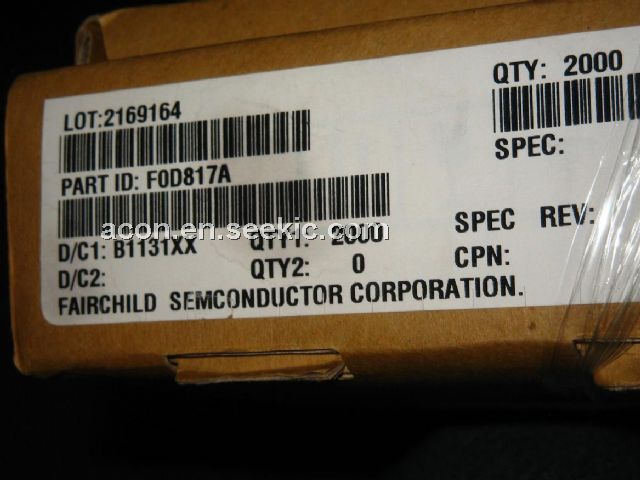 LOT:2169164
QTY: 2000
PART ID: FOD817A
SPEC:
acon.en.seekic.com
D/C1: B1131XX QTY1: 2000 SPEC REV:
D/C2: QTY2: 0 CPN:
FAIRCHILD SEMCONDUCTOR CORPORATION.